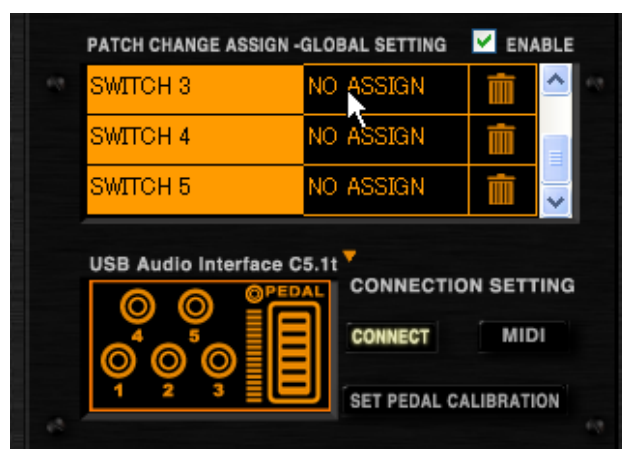 PATCH CHANGE ASSIGN -GLOBAL SETTING ENABLE
SWITCH 3 NO ASSIGN
SWITCH 4 NO ASSIGN
SWITCH 5 NO ASSIGN
USB Audio Interface C5.1t
PEDAL
4 5
1 2 3
CONNECTION SETTING
CONNECT MIDI
SET PEDAL CALIBRATION